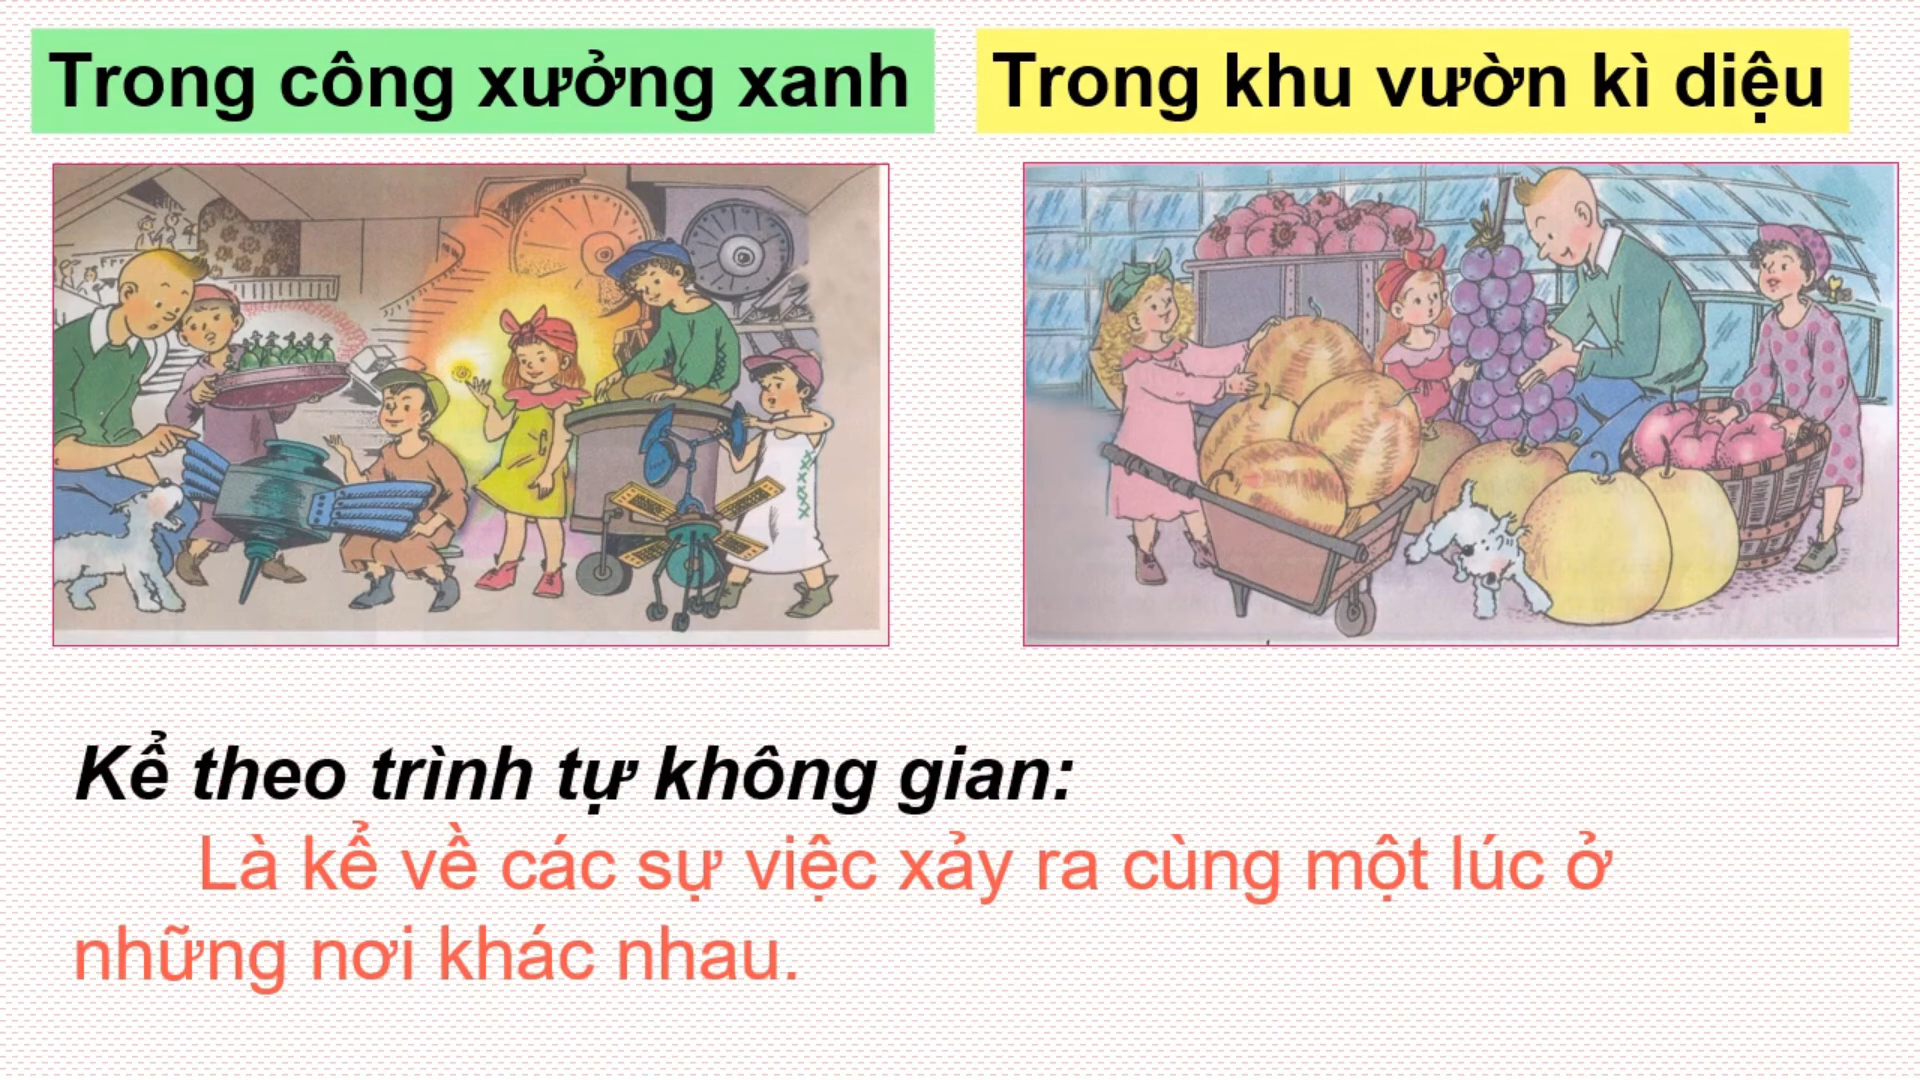 Trong công xưởng xanh
Trong khu vườn kì diệu
Kể theo trình tự không gian:
Là kể về các sự việc xảy ra cùng một lúc ở
những nơi khác nhau.